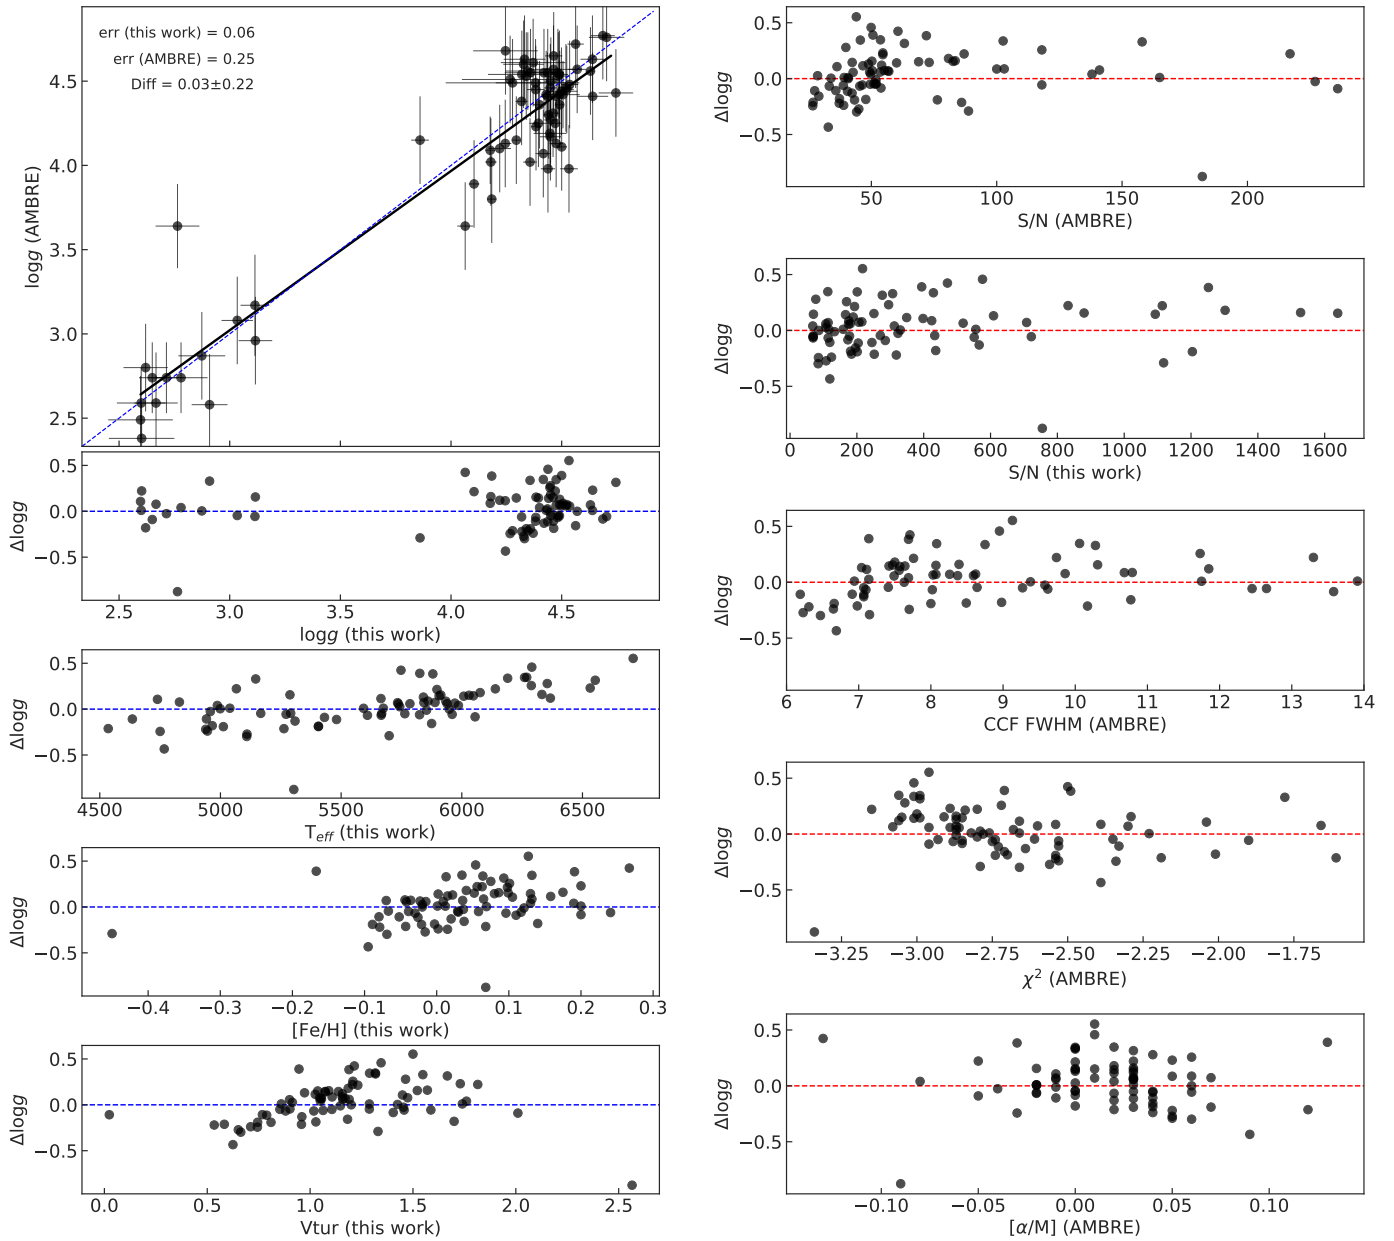 err (this work) = 0.06
err (AMBRE) = 0.25
Diff = 0.03±0.22
logg (AMBRE)
4.5
4.0
3.5
3.0
2.5
Δlogg
0.5
0.0
−0.5
2.5 3.0 3.5 4.0 4.5
logg (this work)
Δlogg
0.5
0.0
−0.5
4500 5000 5500 6000 6500
T_eff (this work)
Δlogg
0.5
0.0
−0.5
−0.4 −0.3 −0.2 −0.1 0.0 0.1 0.2 0.3
[Fe/H] (this work)
Δlogg
0.5
0.0
−0.5
0.0 0.5 1.0 1.5 2.0 2.5
Vtur (this work)
Δlogg
0.5
0.0
−0.5
50 100 150 200
S/N (AMBRE)
Δlogg
0.5
0.0
−0.5
0 200 400 600 800 1000 1200 1400 1600
S/N (this work)
Δlogg
0.5
0.0
−0.5
6 7 8 9 10 11 12 13 14
CCF FWHM (AMBRE)
Δlogg
0.5
0.0
−0.5
−3.25 −3.00 −2.75 −2.50 −2.25 −2.00 −1.75
χ² (AMBRE)
Δlogg
0.5
0.0
−0.5
−0.10 −0.05 0.00 0.05 0.10
[α/M] (AMBRE)